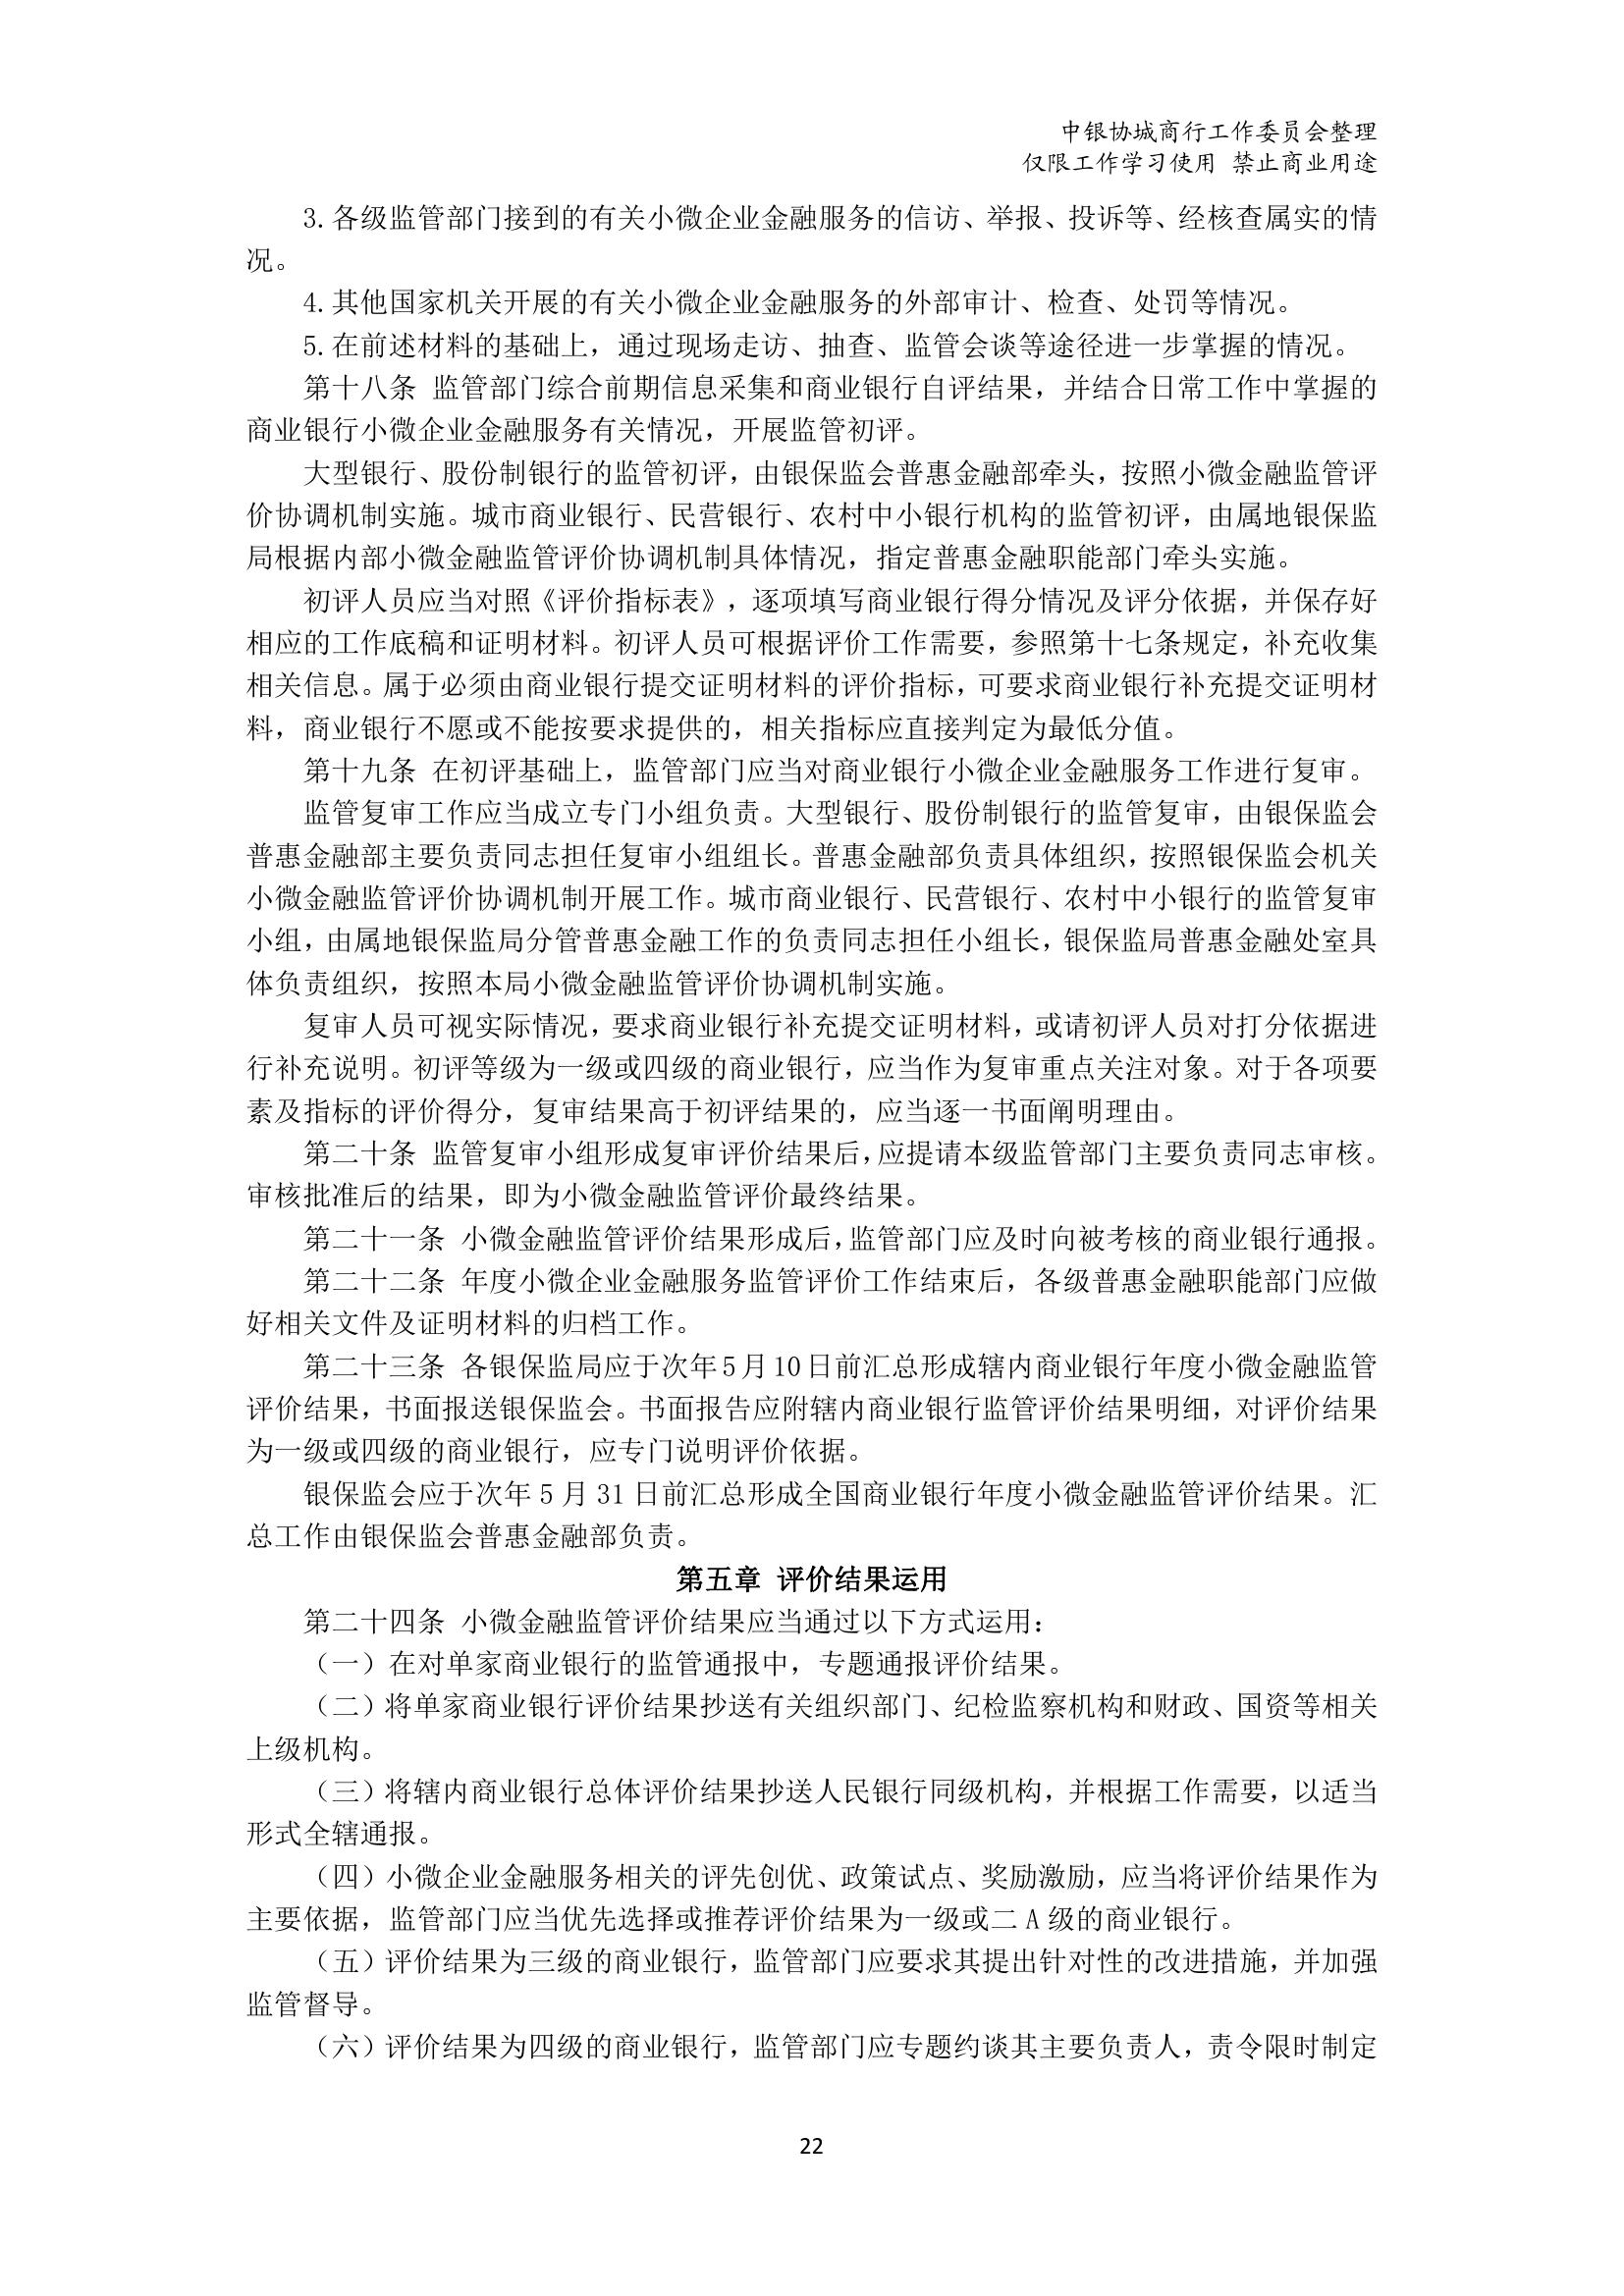 中银协城商行工作委员会整理
仅限工作学习使用 禁止商业用途
3.各级监管部门接到的有关小微企业金融服务的信访、举报、投诉等、经核查属实的情
况。
4.其他国家机关开展的有关小微企业金融服务的外部审计、检查、处罚等情况。
5.在前述材料的基础上，通过现场走访、抽查、监管会谈等途径进一步掌握的情况。
第十八条 监管部门综合前期信息采集和商业银行自评结果，并结合日常工作中掌握的
商业银行小微企业金融服务有关情况，开展监管初评。
大型银行、股份制银行的监管初评，由银保监会普惠金融部牵头，按照小微金融监管评
价协调机制实施。城市商业银行、民营银行、农村中小银行机构的监管初评，由属地银保监
局根据内部小微金融监管评价协调机制具体情况，指定普惠金融职能部门牵头实施。
初评人员应当对照《评价指标表》，逐项填写商业银行得分情况及评分依据，并保存好
相应的工作底稿和证明材料。初评人员可根据评价工作需要，参照第十七条规定，补充收集
相关信息。属于必须由商业银行提交证明材料的评价指标，可要求商业银行补充提交证明材
料，商业银行不愿或不能按要求提供的，相关指标应直接判定为最低分值。
第十九条 在初评基础上，监管部门应当对商业银行小微企业金融服务工作进行复审。
监管复审工作应当成立专门小组负责。大型银行、股份制银行的监管复审，由银保监会
普惠金融部主要负责同志担任复审小组组长。普惠金融部负责具体组织，按照银保监会机关
小微金融监管评价协调机制开展工作。城市商业银行、民营银行、农村中小银行的监管复审
小组，由属地银保监局分管普惠金融工作的负责同志担任小组长，银保监局普惠金融处室具
体负责组织，按照本局小微金融监管评价协调机制实施。
复审人员可视实际情况，要求商业银行补充提交证明材料，或请初评人员对打分依据进
行补充说明。初评等级为一级或四级的商业银行，应当作为复审重点关注对象。对于各项要
素及指标的评价得分，复审结果高于初评结果的，应当逐一书面阐明理由。
第二十条 监管复审小组形成复审评价结果后，应提请本级监管部门主要负责同志审核。
审核批准后的结果，即为小微金融监管评价最终结果。
第二十一条 小微金融监管评价结果形成后，监管部门应及时向被考核的商业银行通报。
第二十二条 年度小微企业金融服务监管评价工作结束后，各级普惠金融职能部门应做
好相关文件及证明材料的归档工作。
第二十三条 各银保监局应于次年5月10日前汇总形成辖内商业银行年度小微金融监管
评价结果，书面报送银保监会。书面报告应附辖内商业银行监管评价结果明细，对评价结果
为一级或四级的商业银行，应专门说明评价依据。
银保监会应于次年 5 月 31 日前汇总形成全国商业银行年度小微金融监管评价结果。汇
总工作由银保监会普惠金融部负责。
第五章 评价结果运用
第二十四条 小微金融监管评价结果应当通过以下方式运用：
（一）在对单家商业银行的监管通报中，专题通报评价结果。
（二）将单家商业银行评价结果抄送有关组织部门、纪检监察机构和财政、国资等相关
上级机构。
（三）将辖内商业银行总体评价结果抄送人民银行同级机构，并根据工作需要，以适当
形式全辖通报。
（四）小微企业金融服务相关的评先创优、政策试点、奖励激励，应当将评价结果作为
主要依据，监管部门应当优先选择或推荐评价结果为一级或二 A 级的商业银行。
（五）评价结果为三级的商业银行，监管部门应要求其提出针对性的改进措施，并加强
监管督导。
（六）评价结果为四级的商业银行，监管部门应专题约谈其主要负责人，责令限时制定
22